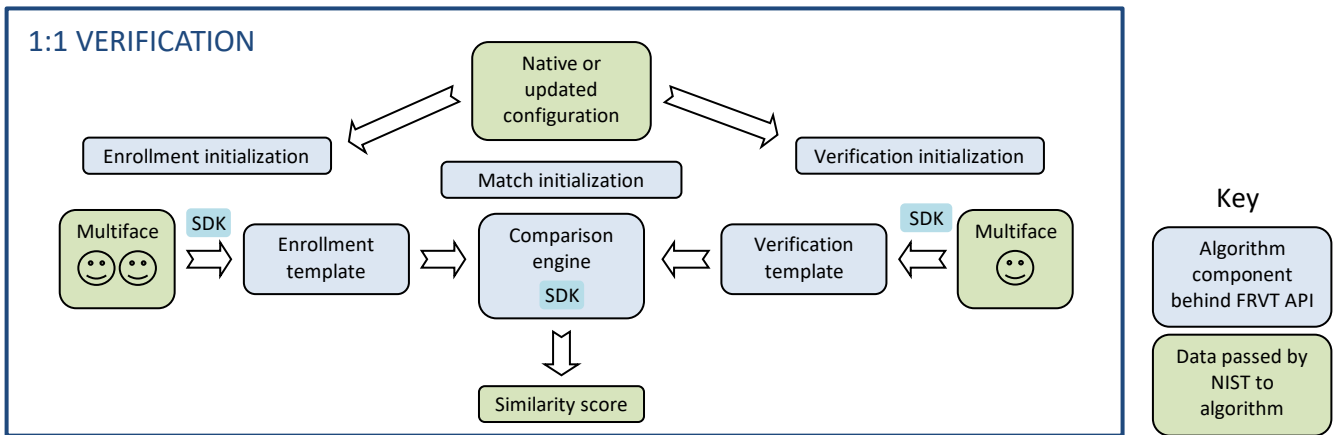 1:1 VERIFICATION
Native or
updated
configuration
Enrollment initialization
Verification initialization
Match initialization
Multiface
SDK
Enrollment
template
Comparison
engine
SDK
Verification
template
SDK
Multiface
Similarity score
Key
Algorithm
component
behind FRVT API
Data passed by
NIST to
algorithm